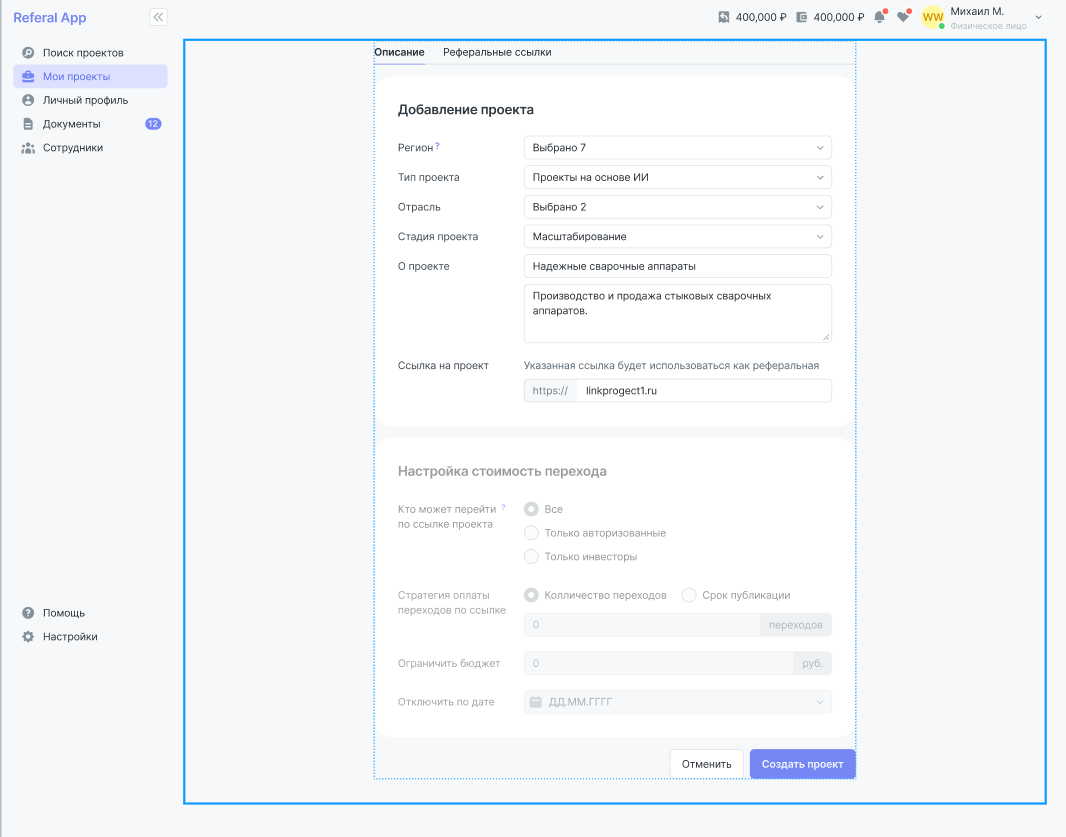 Referal App
400,000 ₽
400,000 ₽
WW
Михаил М.
Физическое лицо
Поиск проектов
Мои проекты
Личный профиль
Документы
12
Сотрудники
Помощь
Настройки
Описание
Реферальные ссылки
Добавление проекта
Регион ?
Выбрано 7
Тип проекта
Проекты на основе ИИ
Отрасль
Выбрано 2
Стадия проекта
Масштабирование
О проекте
Надежные сварочные аппараты
Производство и продажа стыковых сварочных
аппаратов.
Ссылка на проект
Указанная ссылка будет использоваться как реферальная
https://
linkprogect1.ru
Настройка стоимость перехода
Кто может перейти ?
по ссылке проекта
Все
Только авторизованные
Только инвесторы
Стратегия оплаты
переходов по ссылке
Колличество переходов
Срок публикации
0
переходов
Ограничить бюджет
0
руб.
Отключить по дате
ДД.ММ.ГГГГ
Отменить
Создать проект